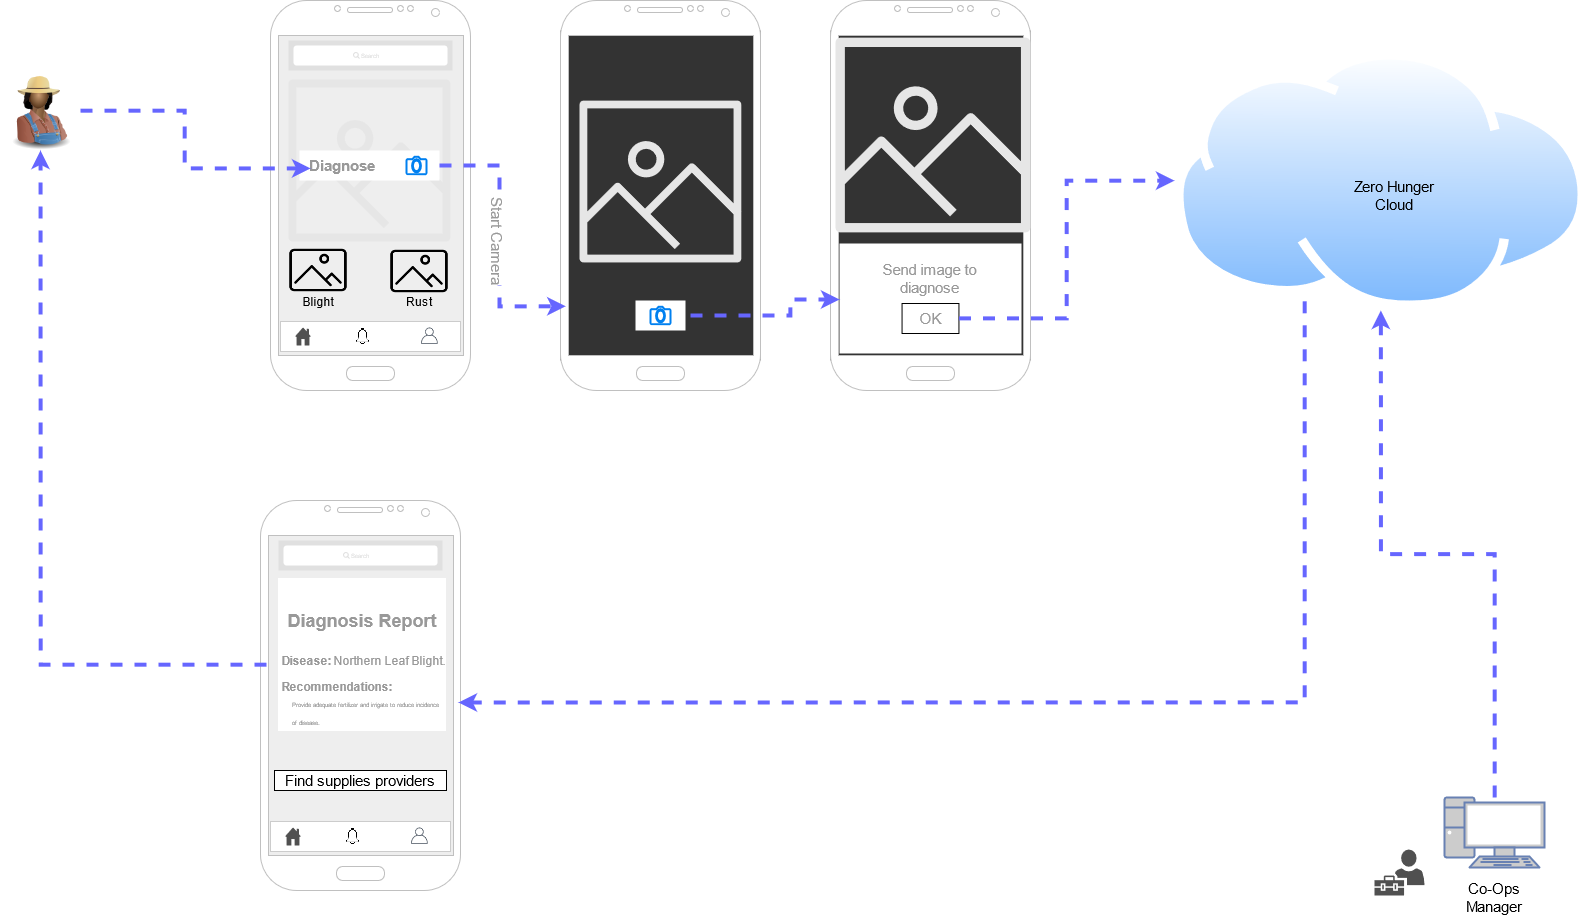 Search
Diagnose
Start Camera
Blight
Rust
Send image to
diagnose
OK
Zero Hunger
Cloud
Search
Diagnosis Report
Disease: Northern Leaf Blight.
Recommendations:
Provide adequate fertilizer and irrigate to reduce incidence
of disease.
Find supplies providers
Co-Ops
Manager